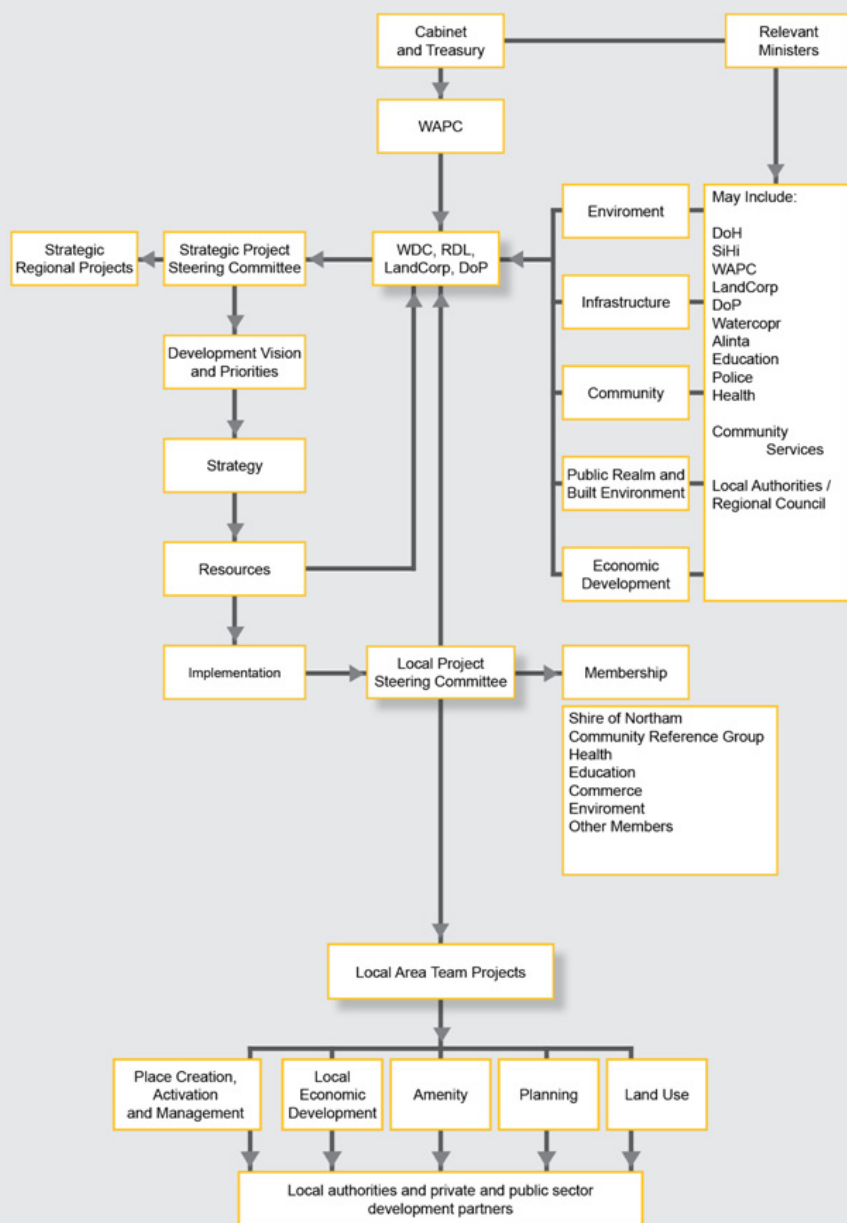 Cabinet
and Treasury
Relevant
Ministers
WAPC
Strategic
Regional Projects
Strategic Project
Steering Committee
WDC, RDL,
LandCorp, DoP
Enviroment
Infrastructure
Community
Public Realm and
Built Environment
Economic
Development
May Include:
DoH
SiHi
WAPC
LandCorp
DoP
Watercopr
Alinta
Education
Police
Health
Community
Services
Local Authorities /
Regional Council
Development Vision
and Priorities
Strategy
Resources
Implementation
Local Project
Steering Committee
Membership
Shire of Northam
Community Reference Group
Health
Education
Commerce
Enviroment
Other Members
Local Area Team Projects
Place Creation,
Activation
and Management
Local
Economic
Development
Amenity
Planning
Land Use
Local authorities and private and public sector
development partners